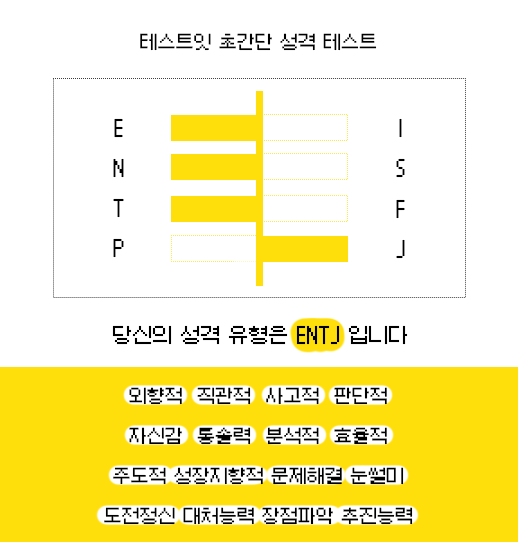 테스트잇 초간단 성격 테스트
E I
N S
T F
P J
당신의 성격 유형은 ENTJ 입니다
외향적 직관적 사고적 판단적
자신감 통솔력 분석적 효율적
주도적 성장지향적 문제해결 눈썰미
도전정신 대처능력 장점파악 추진능력